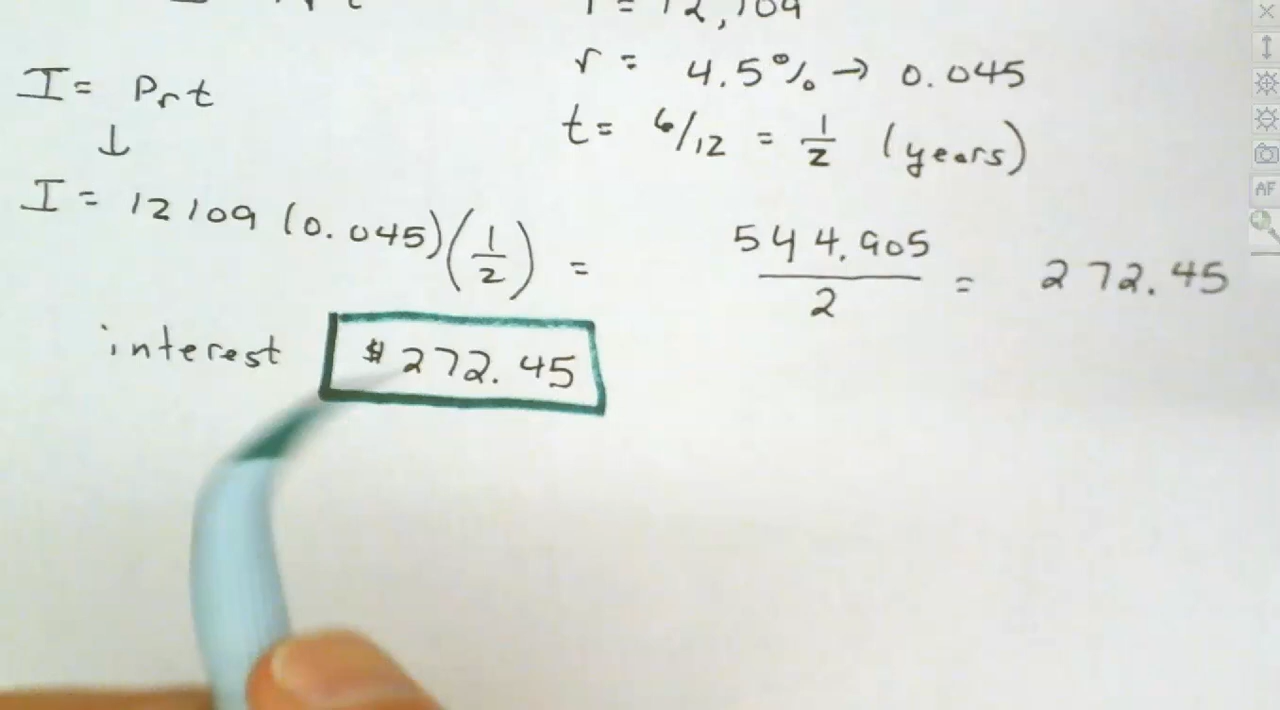 I = Prt
r = 4.5% → 0.045
t = 6/12 = 1/2 (years)
↓
I = 12109 (0.045)(1/2) = 544.905/2 = 272.45
interest $272.45
AF